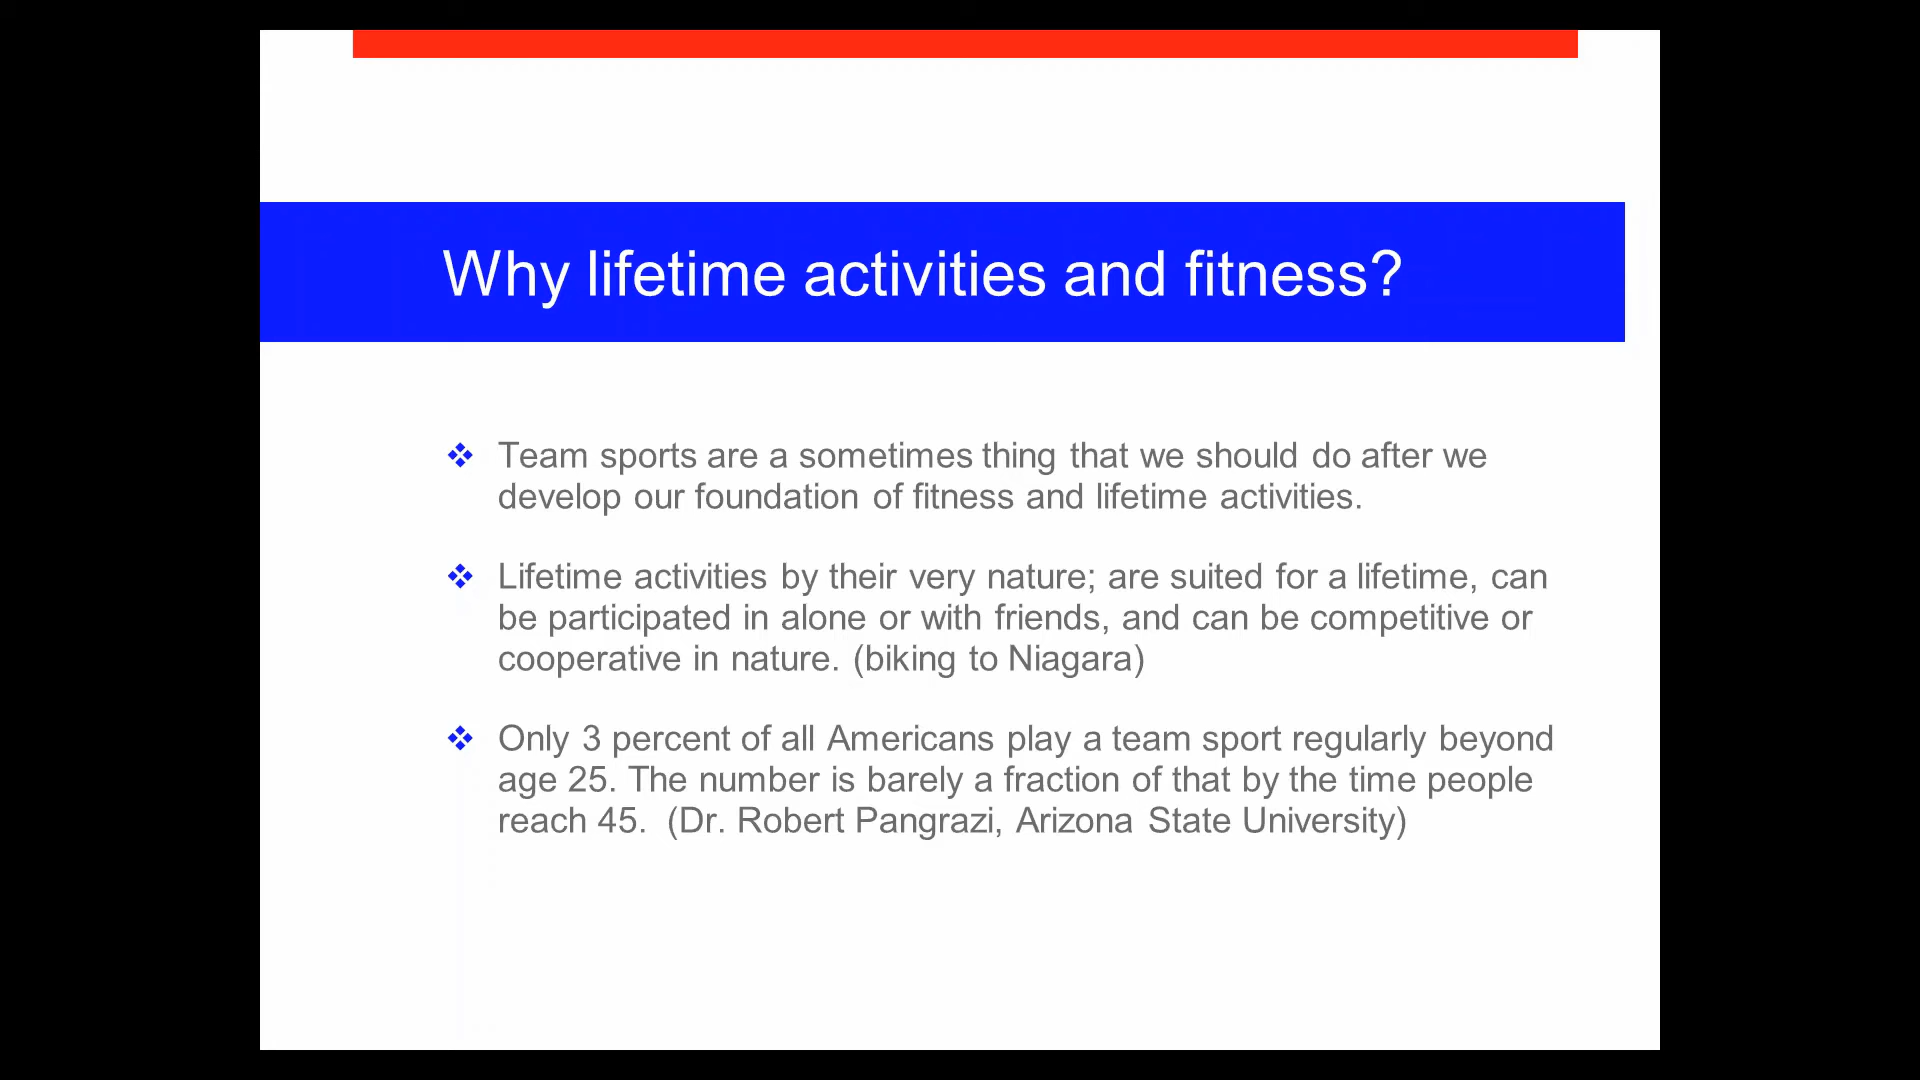 Why lifetime activities and fitness?
❖ Team sports are a sometimes thing that we should do after we
develop our foundation of fitness and lifetime activities.
❖ Lifetime activities by their very nature; are suited for a lifetime, can
be participated in alone or with friends, and can be competitive or
cooperative in nature. (biking to Niagara)
❖ Only 3 percent of all Americans play a team sport regularly beyond
age 25. The number is barely a fraction of that by the time people
reach 45.  (Dr. Robert Pangrazi, Arizona State University)